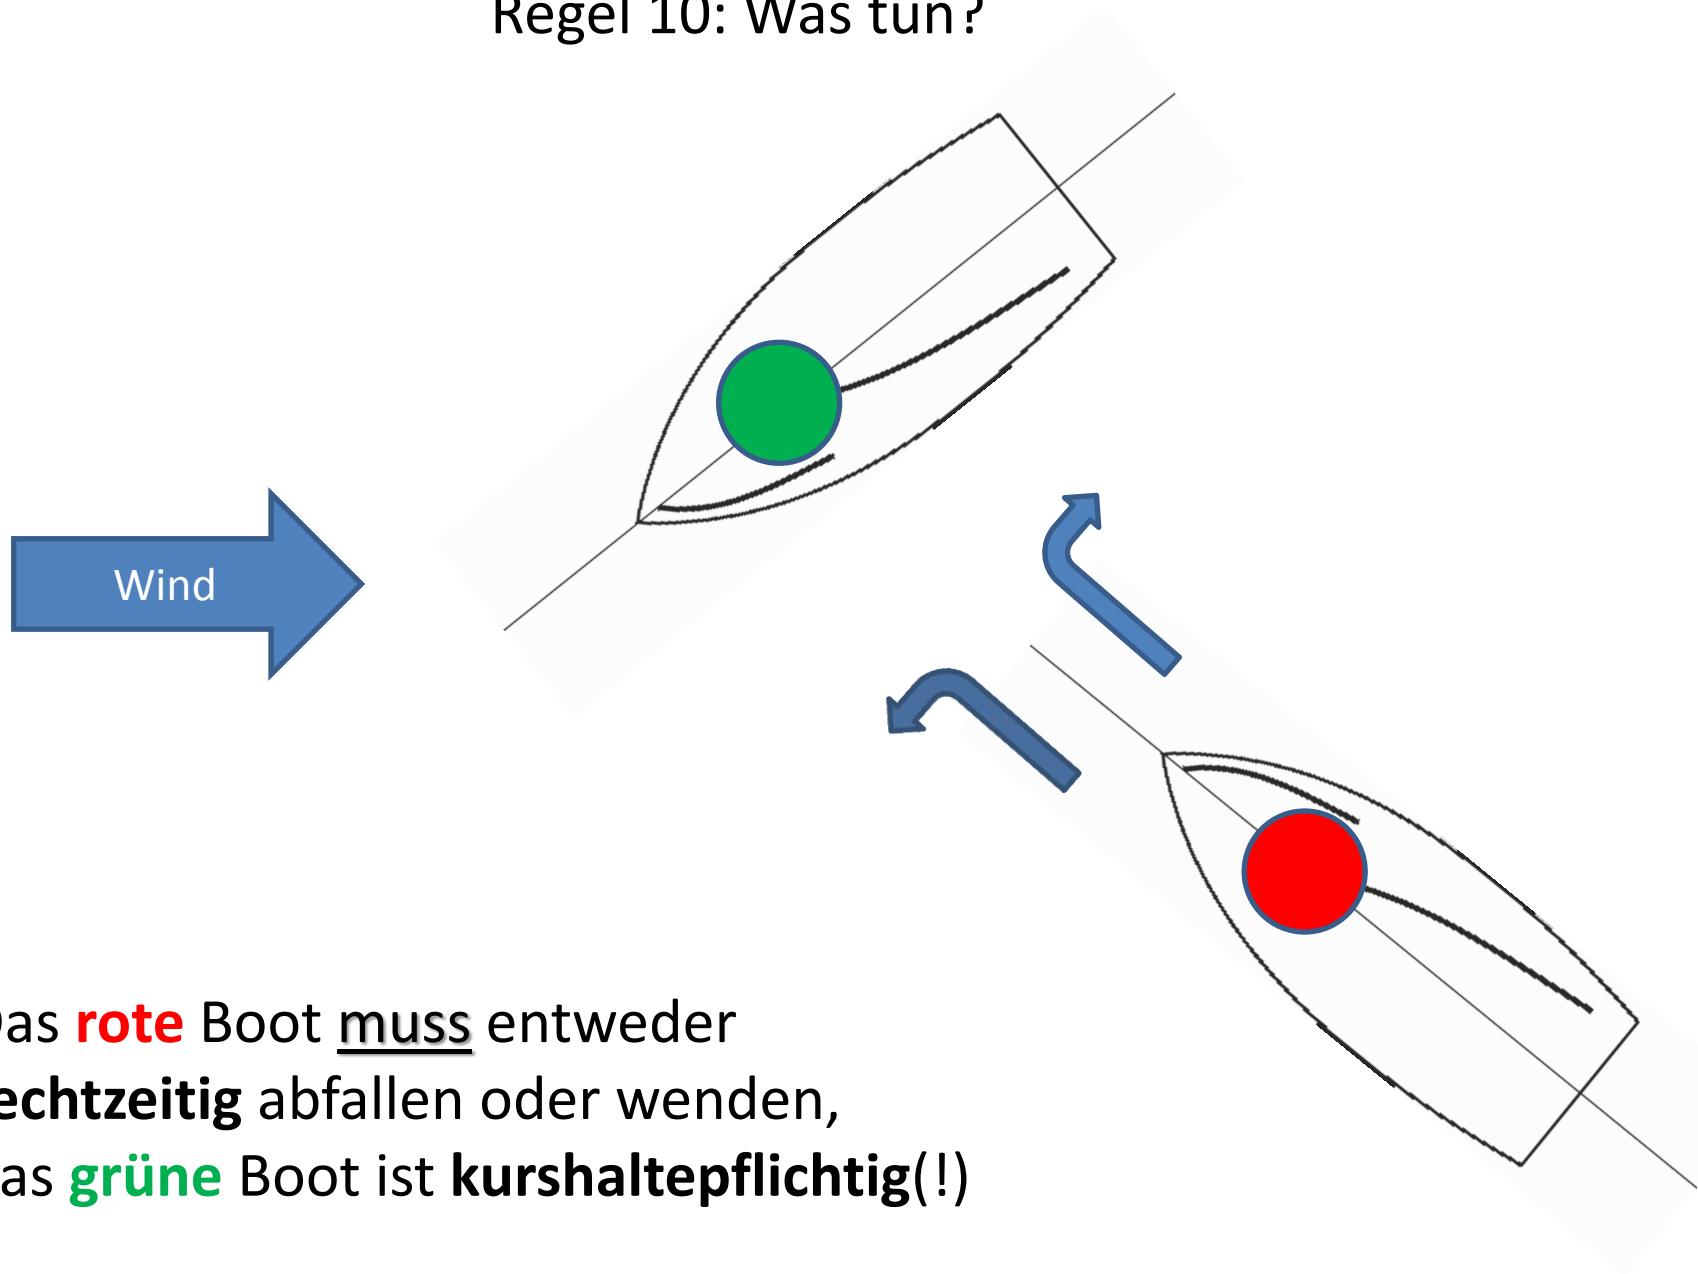 Regel 10: Was tun?
Wind
as rote Boot muss entweder
echtzeitig abfallen oder wenden,
as grüne Boot ist kurshaltepflichtig(!)